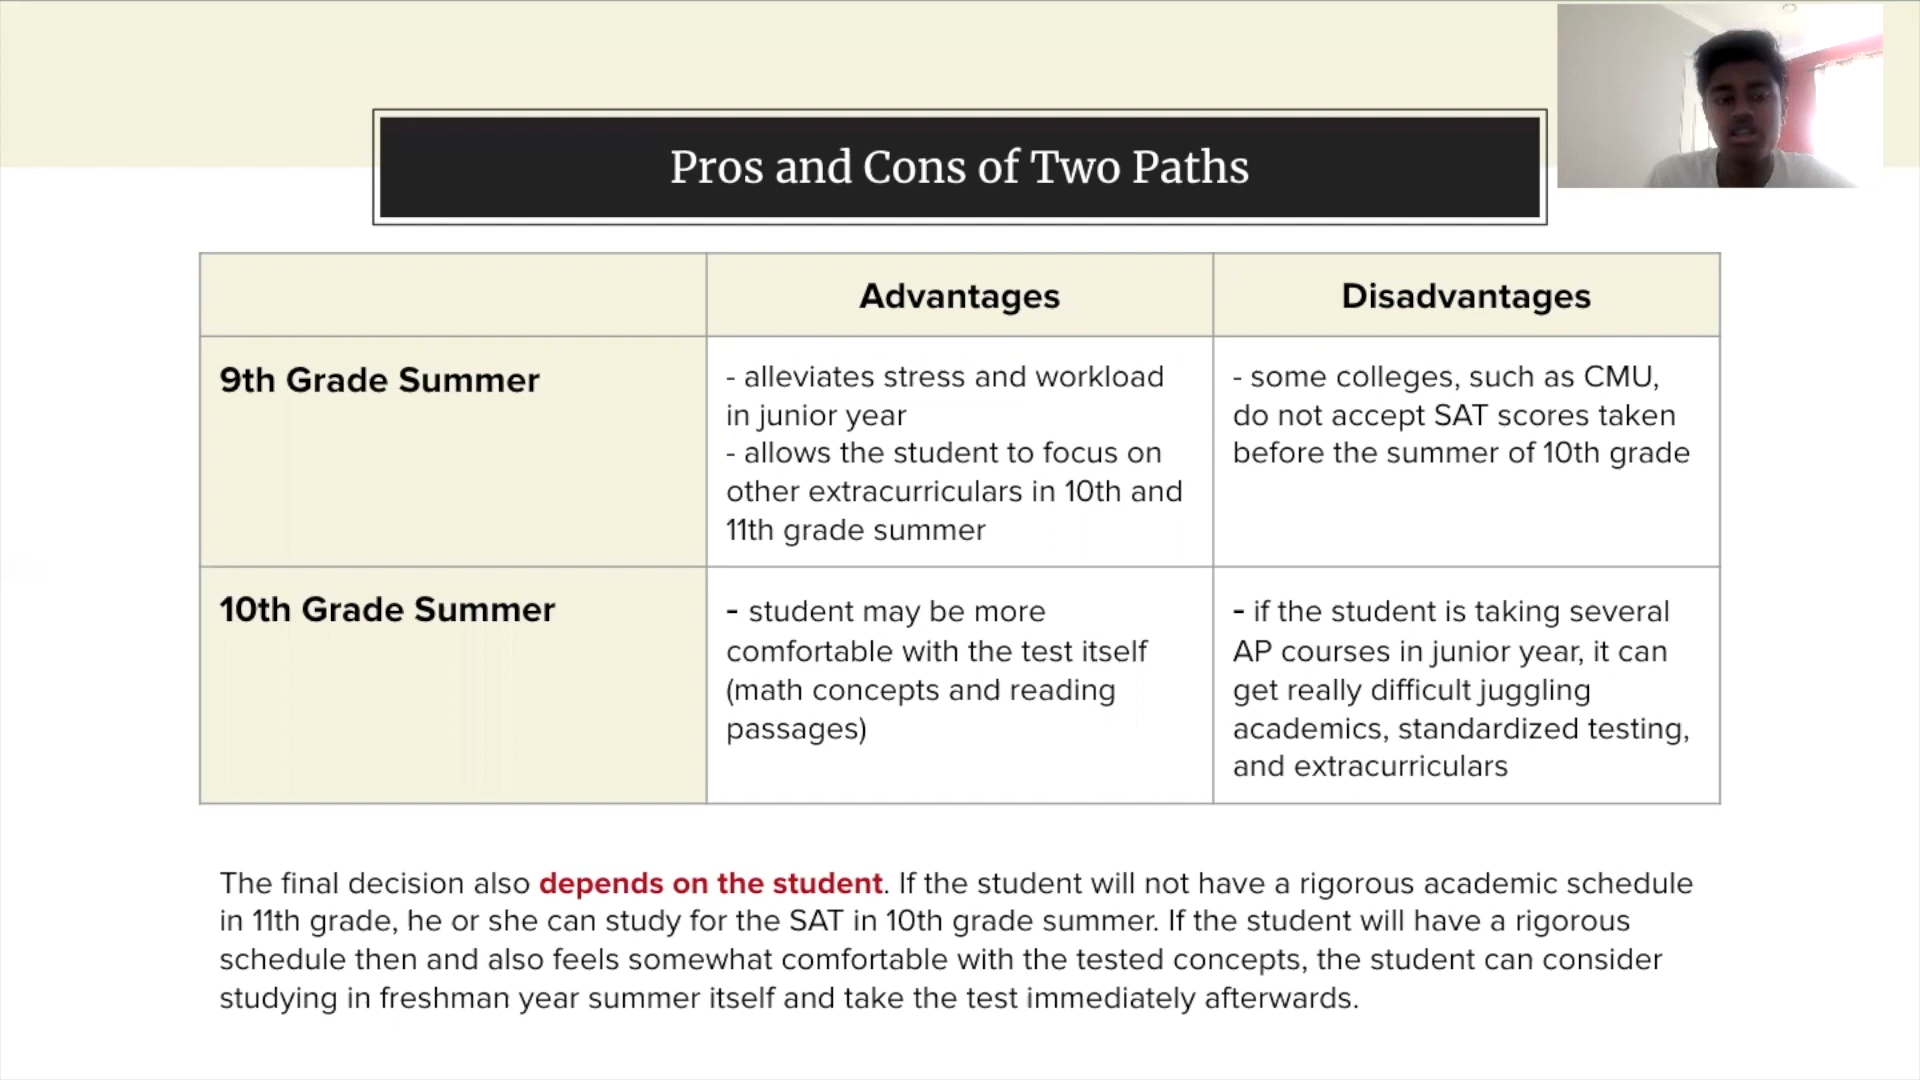 Pros and Cons of Two Paths
Advantages
Disadvantages
9th Grade Summer
- alleviates stress and workload
in junior year
- allows the student to focus on
other extracurriculars in 10th and
11th grade summer
- some colleges, such as CMU,
do not accept SAT scores taken
before the summer of 10th grade
10th Grade Summer
- student may be more
comfortable with the test itself
(math concepts and reading
passages)
- if the student is taking several
AP courses in junior year, it can
get really difficult juggling
academics, standardized testing,
and extracurriculars
The final decision also depends on the student. If the student will not have a rigorous academic schedule
in 11th grade, he or she can study for the SAT in 10th grade summer. If the student will have a rigorous
schedule then and also feels somewhat comfortable with the tested concepts, the student can consider
studying in freshman year summer itself and take the test immediately afterwards.